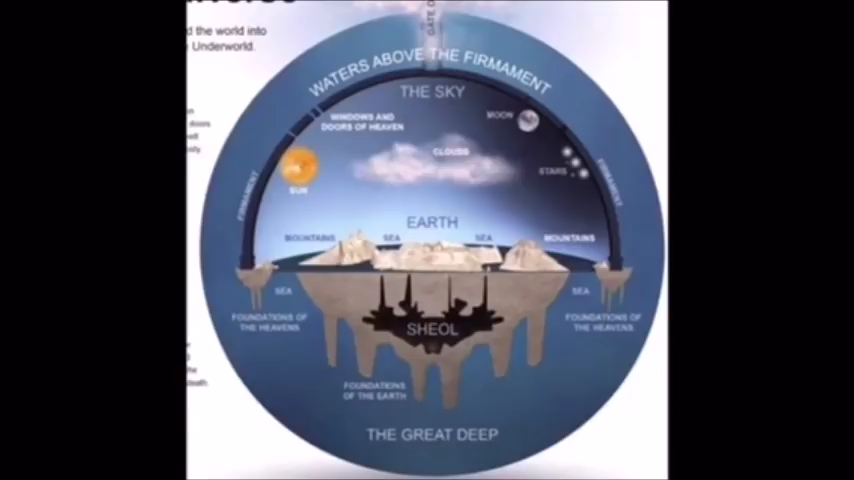 d the world into
Underworld.
GATE O
WATERS ABOVE THE FIRMAMENT
THE SKY
WINDOWS AND
DOORS OF HEAVEN
MOON
doors
CLOUDS
STARS
SUN
FIRMAMENT
FIRMAMENT
EARTH
MOUNTAINS
SEA
SEA
MOUNTAINS
SEA
SEA
FOUNDATIONS OF
THE HEAVENS
FOUNDATIONS OF
THE HEAVENS
SHEOL
FOUNDATIONS
OF THE EARTH
THE GREAT DEEP